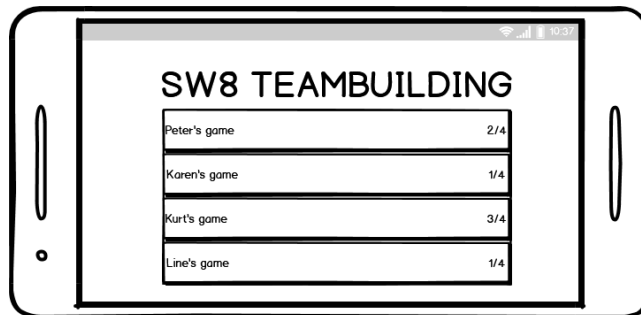 10:37
SW8 TEAMBUILDING
Peter's game 2/4
Karen's game 1/4
Kurt's game 3/4
Line's game 1/4